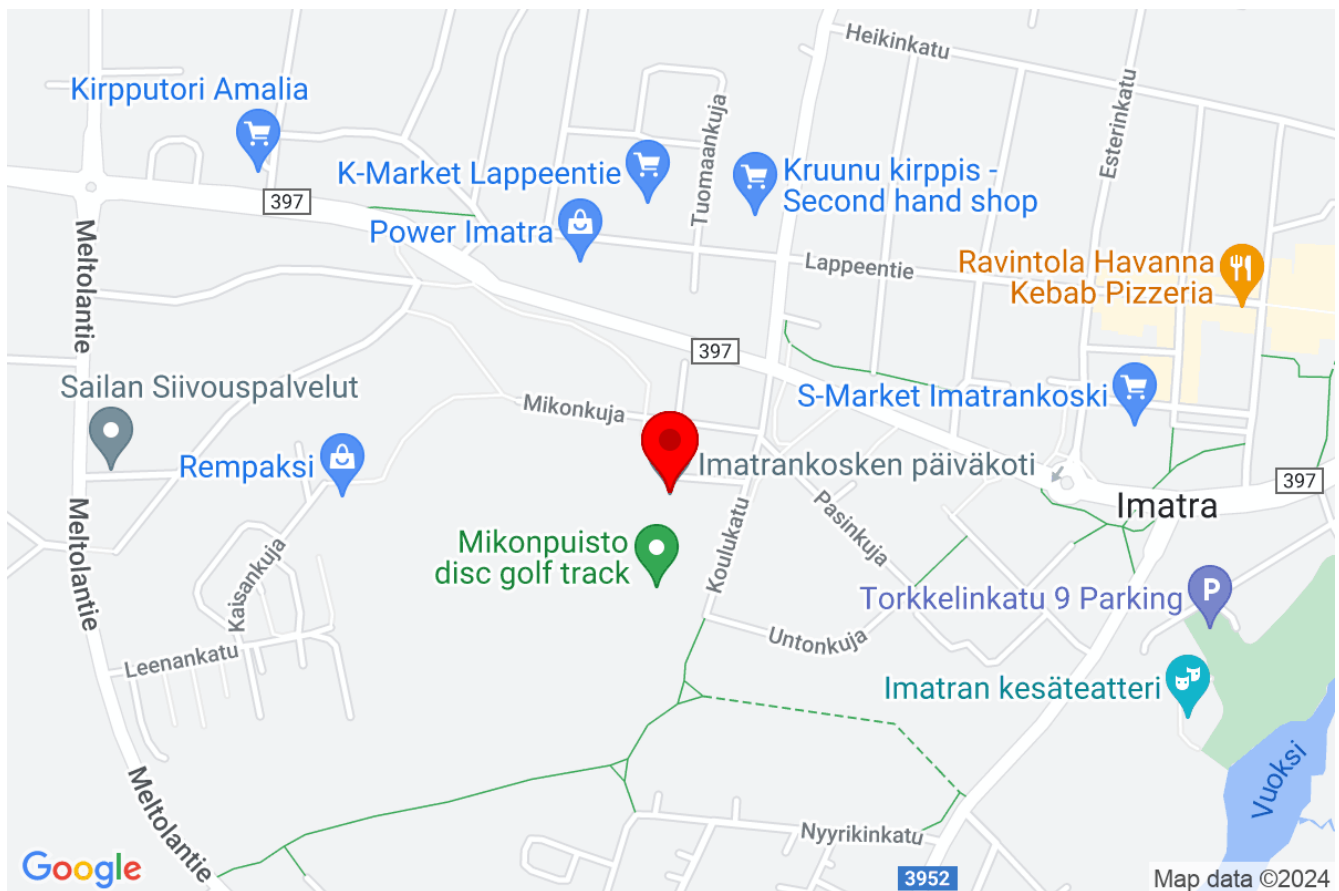 Heikinkatu
Kirpputori Amalia
Esterinkatu
Tuomaankuja
K-Market Lappeentie
Kruunu kirppis -
Second hand shop
397
Power Imatra
Meltolantie
Lappeentie
Ravintola Havanna
Kebab Pizzeria
397
Sailan Siivouspalvelut
S-Market Imatrankoski
Mikonkuja
Rempaksi
Imatrankosken päiväkoti
397
Imatra
Meltolantie
Pasinkuja
Koulukatu
Mikonpuisto
disc golf track
Kaisankuja
P
Torkkelinkatu 9 Parking
Untonkuja
Leenankatu
Imatran kesäteatteri
Vuoksi
Meltolantie
Nyyrikinkatu
Google
3952
Map data ©2024